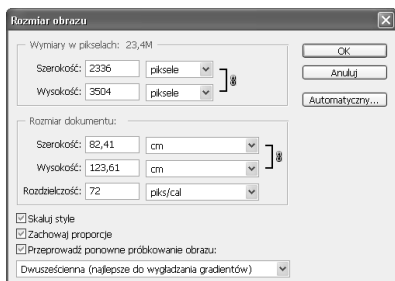 Rozmiar obrazu
Wymiary w pikselach: 23,4M
OK
Szerokość: 2336 piksele
Anuluj
Wysokość: 3504 piksele
Automatyczny...
Rozmiar dokumentu:
Szerokość: 82,41 cm
Wysokość: 123,61 cm
Rozdzielczość: 72 piks/cal
Skaluj style
Zachowaj proporcje
Przeprowadź ponowne próbkowanie obrazu:
Dwusześcienna (najlepsze do wygładzania gradientów)